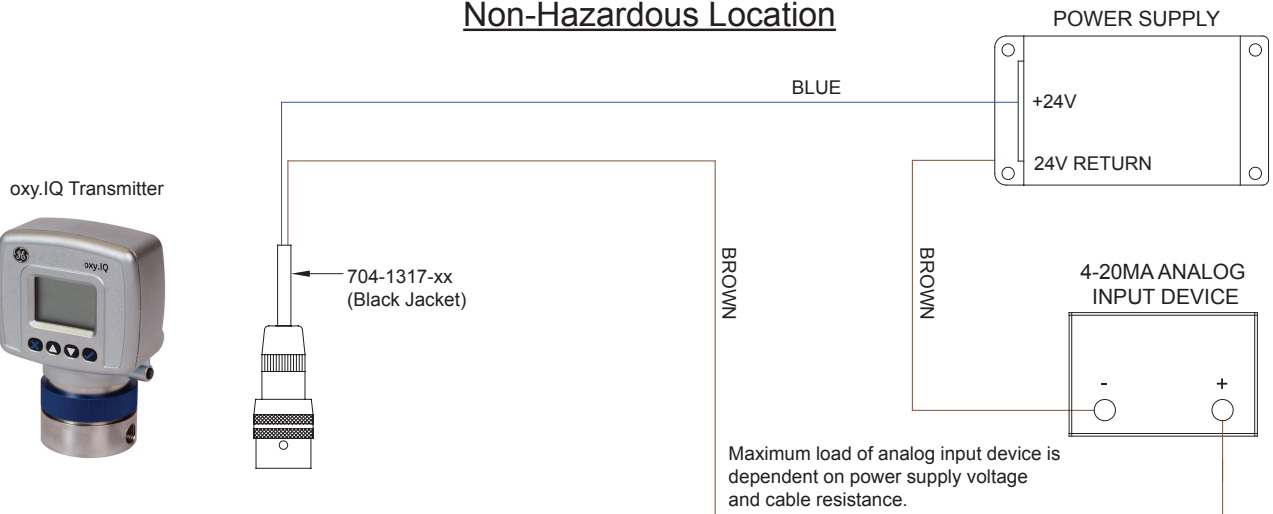 Non-Hazardous Location
POWER SUPPLY
BLUE
+24V
24V RETURN
oxy.IQ Transmitter
GE
oxy.IQ
704-1317-xx
(Black Jacket)
BROWN
BROWN
4-20MA ANALOG
INPUT DEVICE
- +
Maximum load of analog input device is
dependent on power supply voltage
and cable resistance.